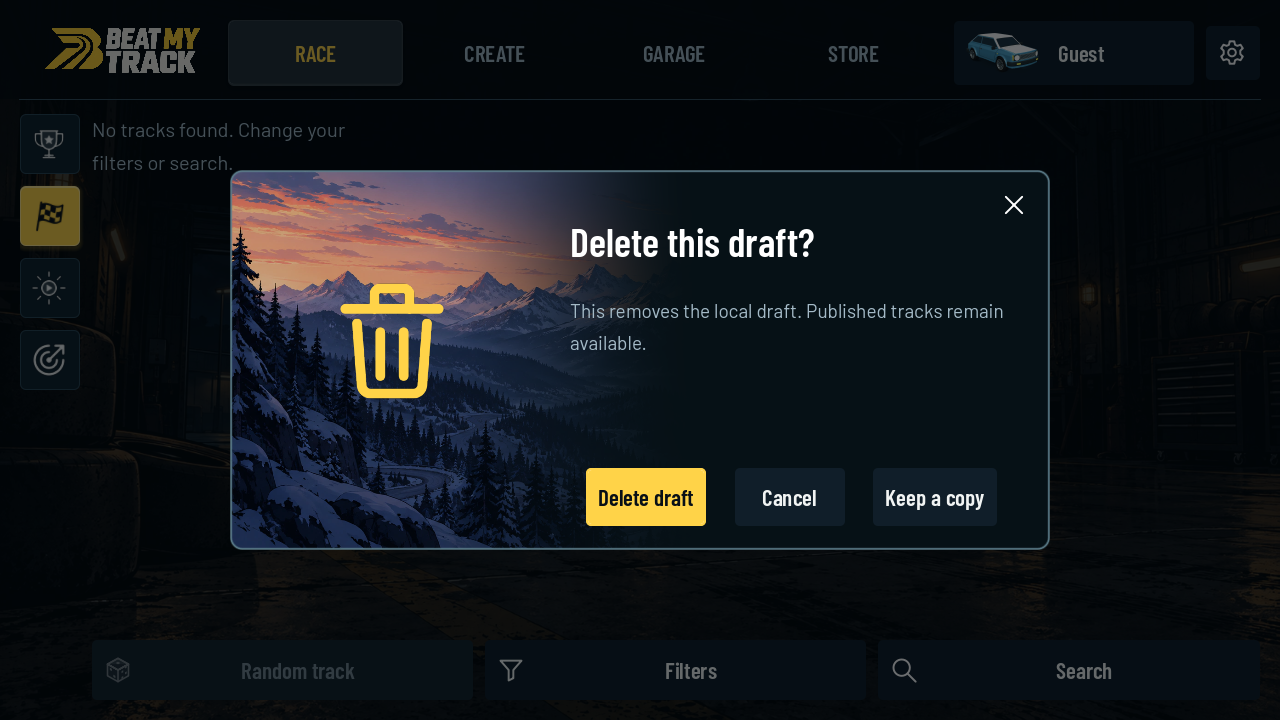 BEAT MY
TRACK
RACE
CREATE
GARAGE
STORE
Guest
No tracks found. Change your
filters or search.
Delete this draft?
This removes the local draft. Published tracks remain
available.
Delete draft
Cancel
Keep a copy
Random track
Filters
Search